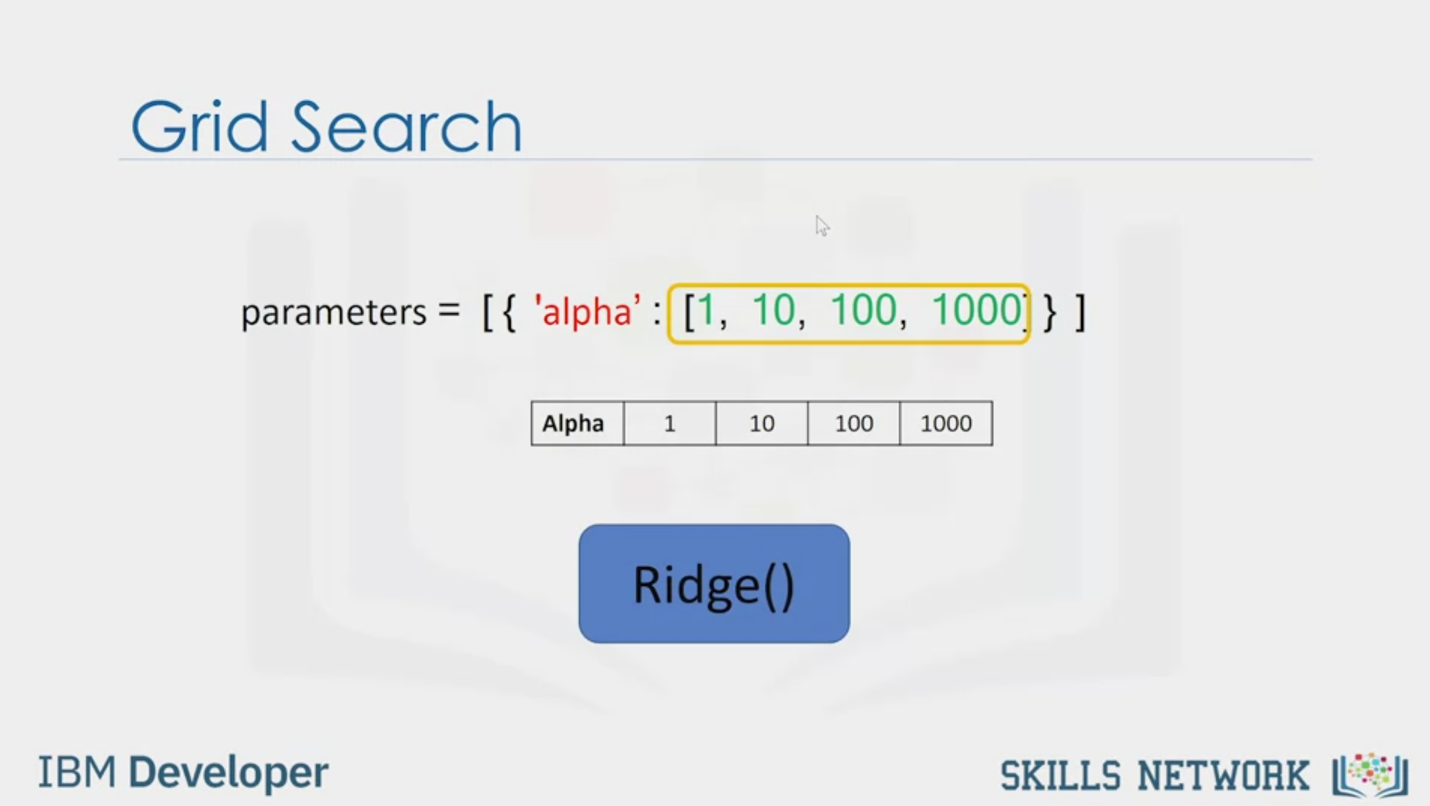 Grid Search
parameters = [ { 'alpha’ : [1, 10, 100, 1000] } ]
Alpha 1 10 100 1000
Ridge()
IBM Developer
SKILLS NETWORK